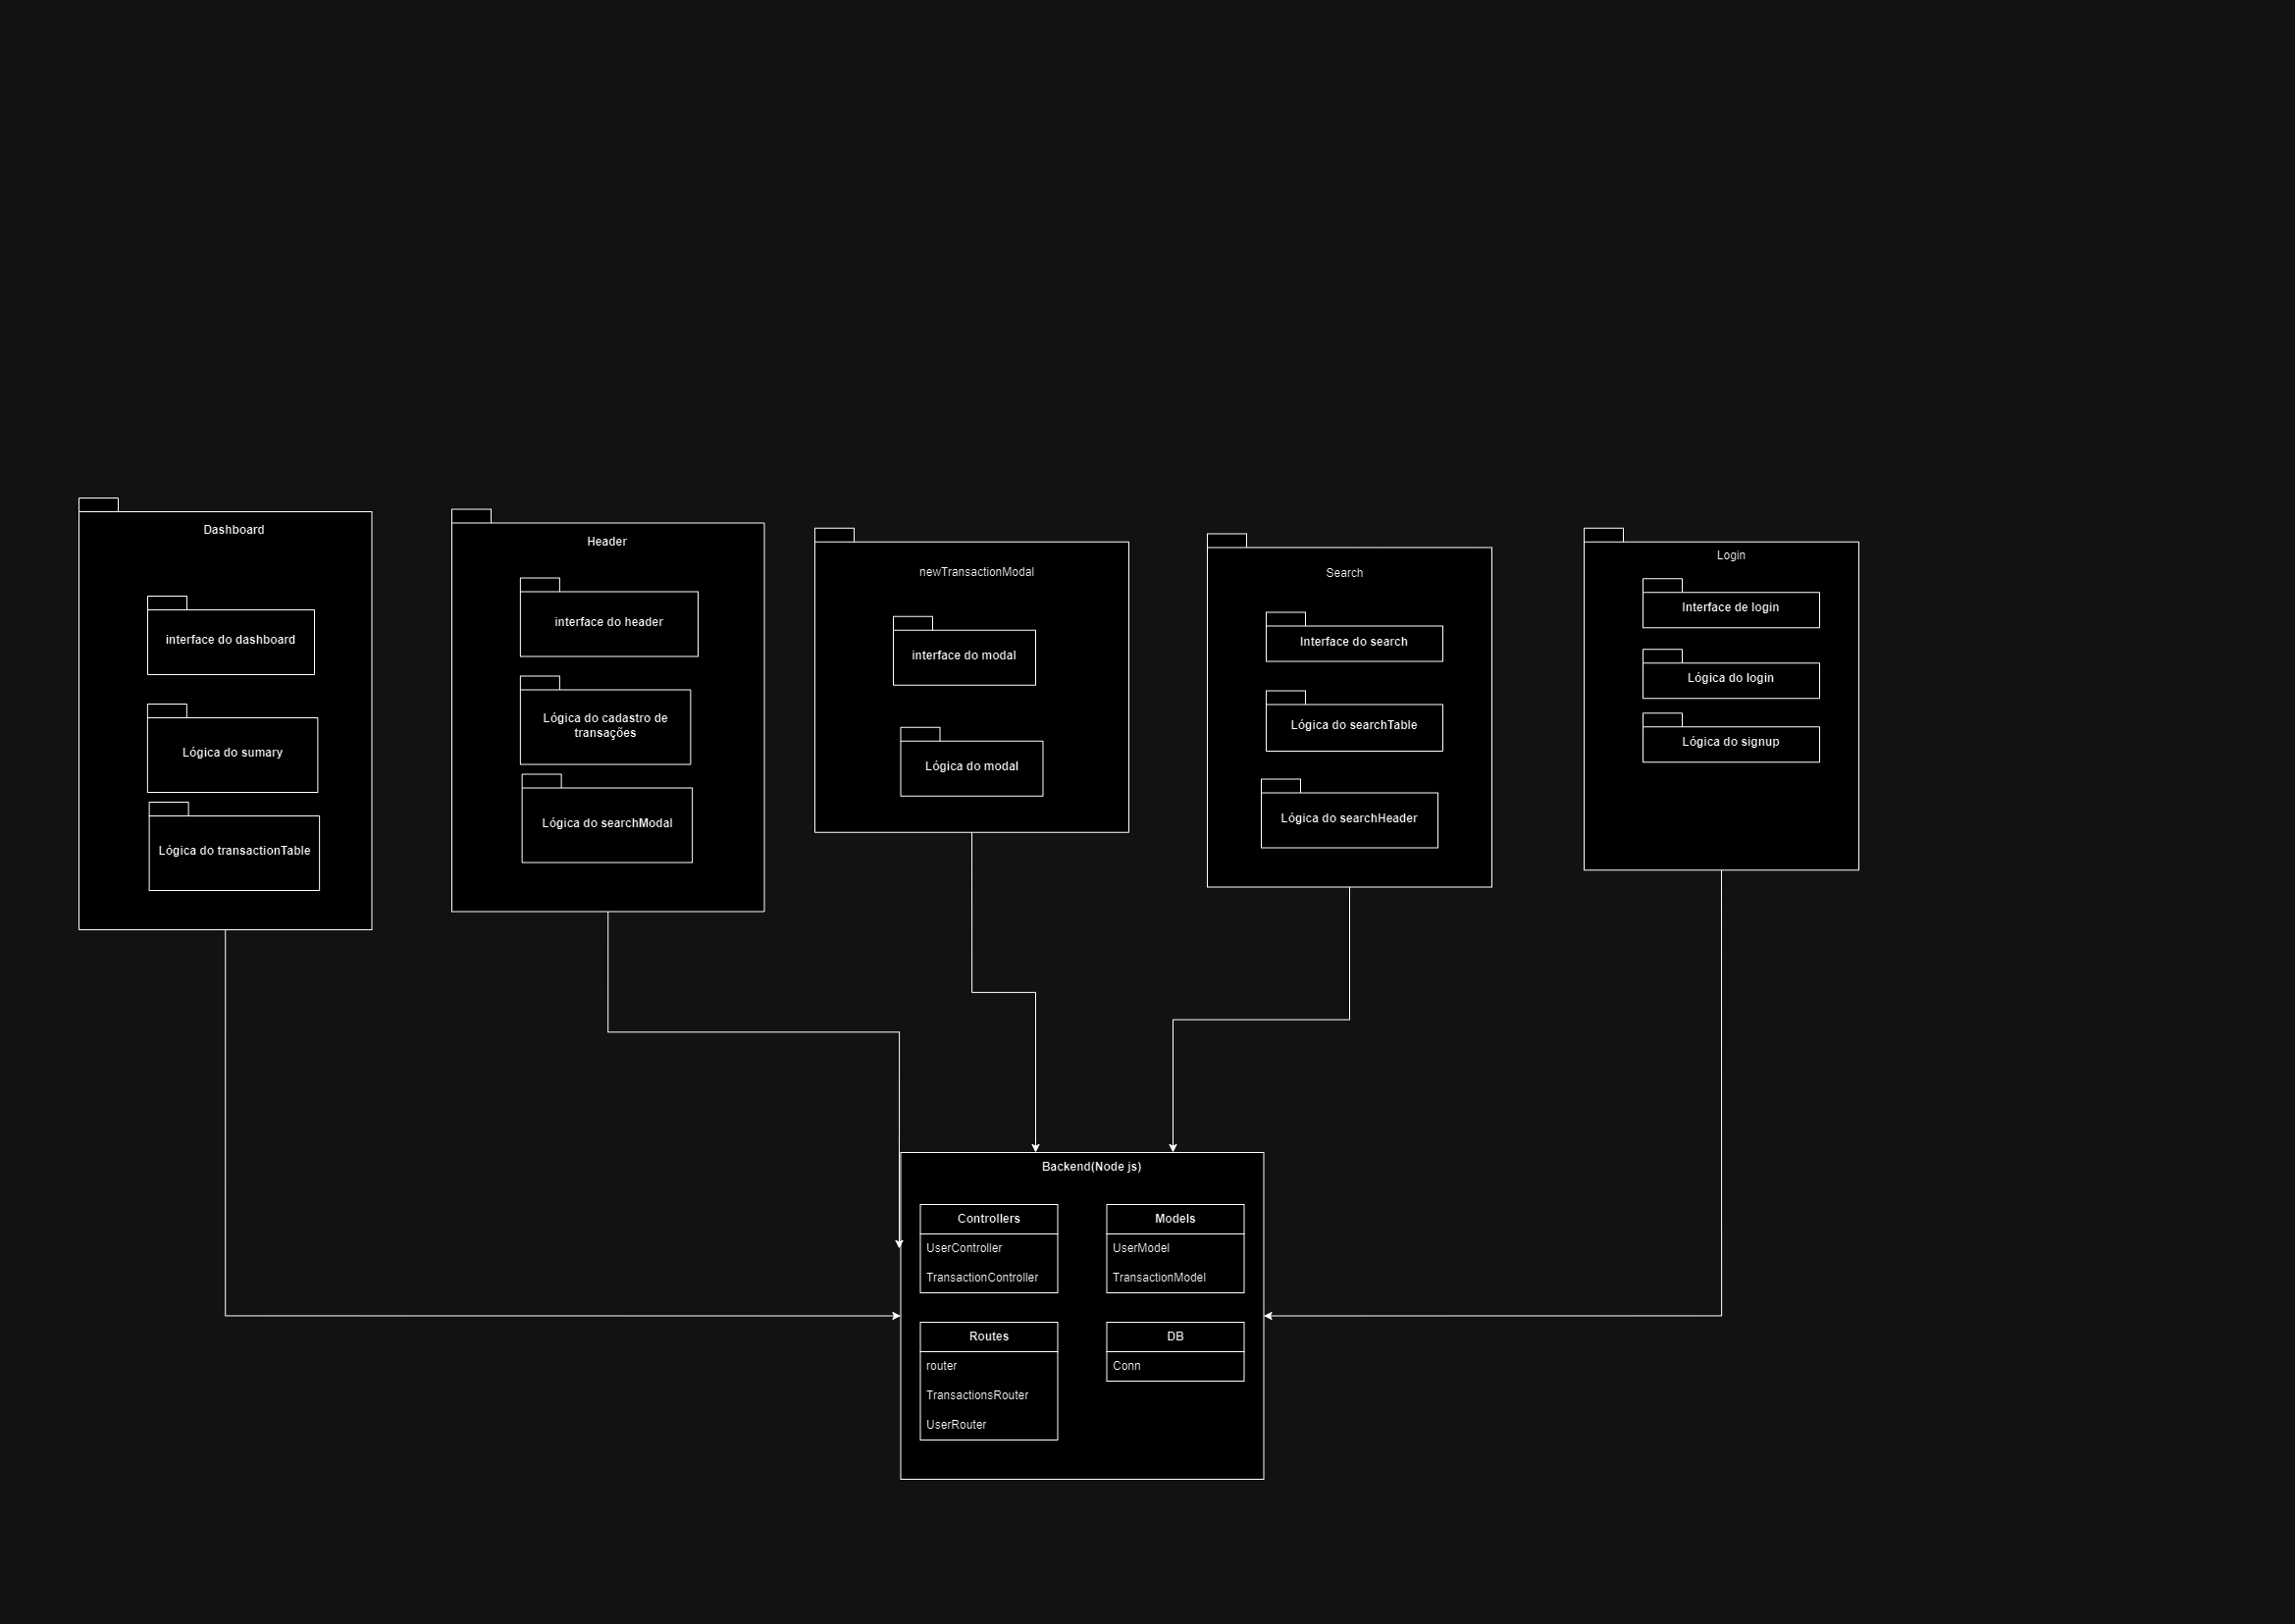 Dashboard
interface do dashboard
Lógica do sumary
Lógica do transactionTable
Header
interface do header
Lógica do cadastro de
transações
Lógica do searchModal
newTransactionModal
interface do modal
Lógica do modal
Search
Interface do search
Lógica do searchTable
Lógica do searchHeader
Login
Interface de login
Lógica do login
Lógica do signup
Backend(Node js)
Controllers
UserController
TransactionController
Models
UserModel
TransactionModel
Routes
router
TransactionsRouter
UserRouter
DB
Conn